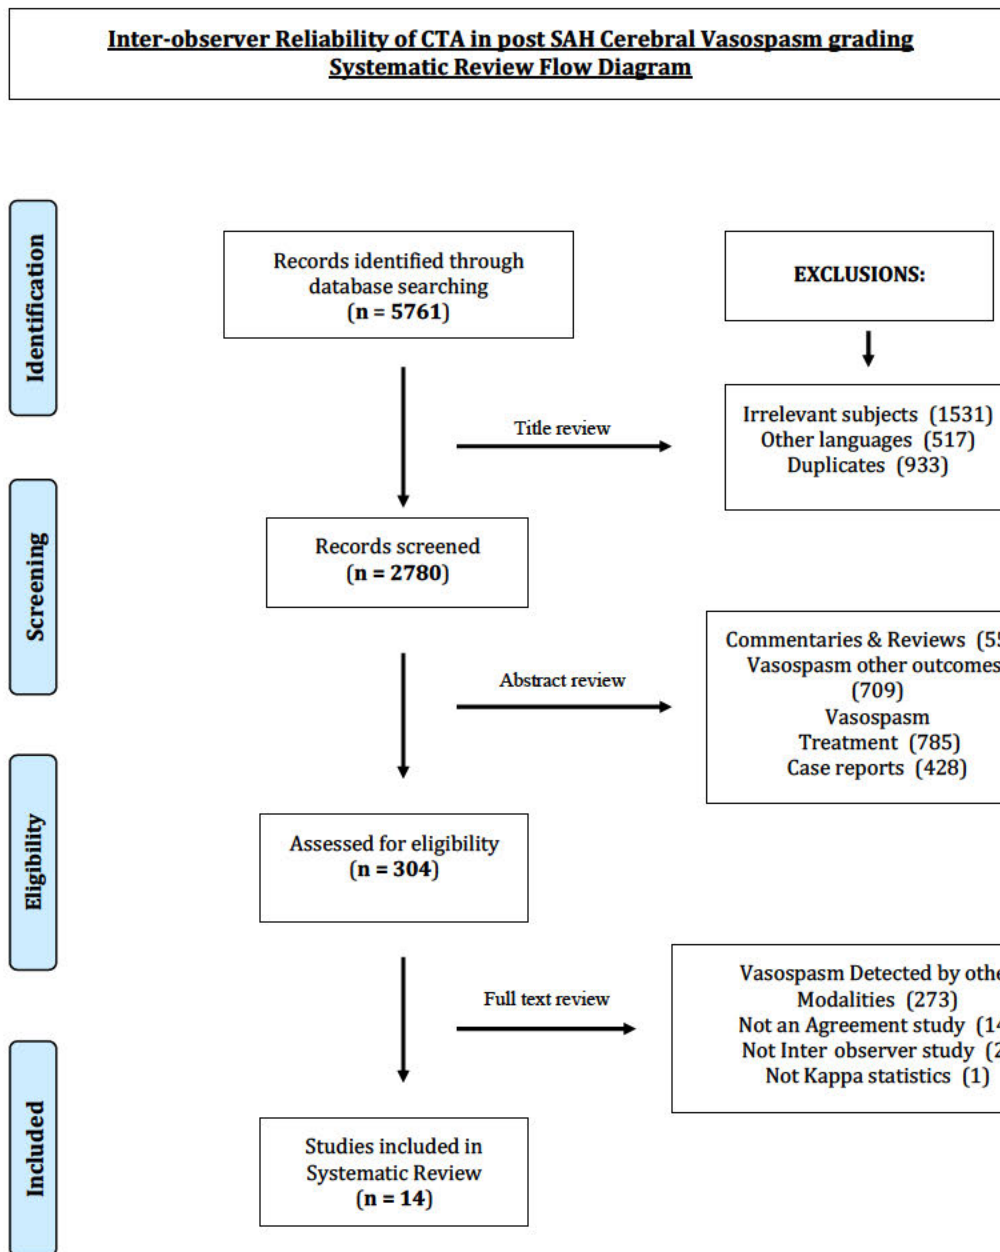 Inter-observer Reliability of CTA in post SAH Cerebral Vasospasm grading
Systematic Review Flow Diagram
Identification
Records identified through
database searching
(n = 5761)
EXCLUSIONS:
Title review
Irrelevant subjects (1531)
Other languages (517)
Duplicates (933)
Screening
Records screened
(n = 2780)
Abstract review
Commentaries & Reviews
Vasospasm other outcomes
(709)
Vasospasm
Treatment (785)
Case reports (428)
Eligibility
Assessed for eligibility
(n = 304)
Full text review
Vasospasm Detected by
Modalities (273)
Not an Agreement study
Not Inter observer study
Not Kappa statistics (1)
Included
Studies included in
Systematic Review
(n = 14)